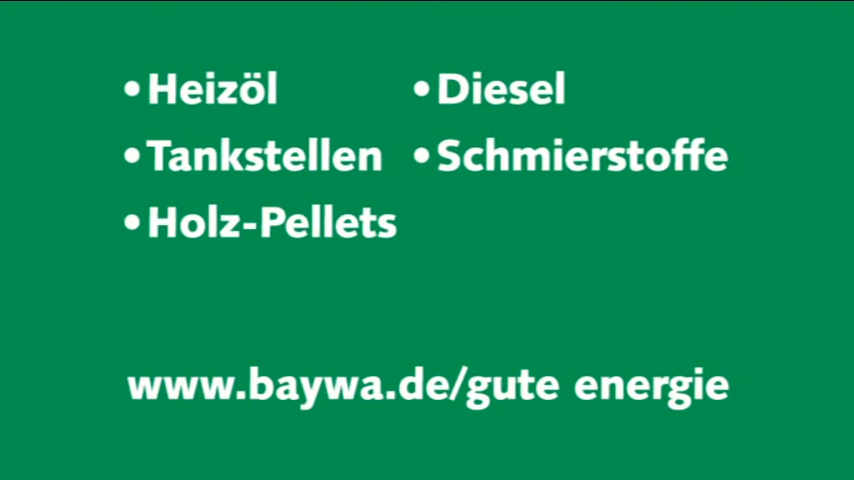 • Heizöl • Diesel
• Tankstellen • Schmierstoffe
• Holz-Pellets
www.baywa.de/gute energie